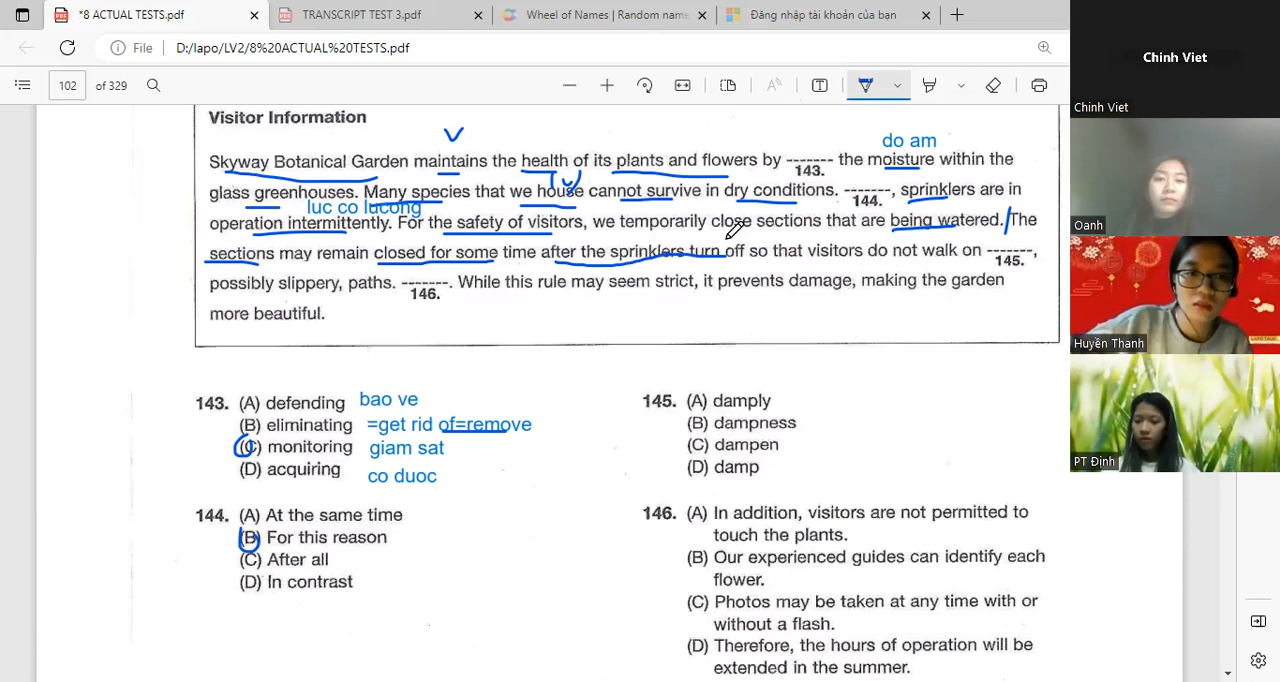 *8 ACTUAL TESTS.pdf
TRANSCRIPT TEST 3.pdf
Wheel of Names | Random name
Đăng nhập tài khoản của bạn
File
D:/lapo/LV2/8%20ACTUAL%20TESTS.pdf
102 of 329
Visitor Information
V
do am
Skyway Botanical Garden maintains the health of its plants and flowers by ------- the moisture within the
143.
glass greenhouses. Many species that we house cannot survive in dry conditions. -------, sprinklers are in
144.
luc co lucong
operation intermittently. For the safety of visitors, we temporarily close sections that are being watered. The
sections may remain closed for some time after the sprinklers turn off so that visitors do not walk on -------,
145.
possibly slippery, paths. -------. While this rule may seem strict, it prevents damage, making the garden
146.
more beautiful.
143. (A) defending bao ve
(B) eliminating =get rid of=remove
(C) monitoring giam sat
(D) acquiring co duoc
144. (A) At the same time
(B) For this reason
(C) After all
(D) In contrast
145. (A) damply
(B) dampness
(C) dampen
(D) damp
146. (A) In addition, visitors are not permitted to
touch the plants.
(B) Our experienced guides can identify each
flower.
(C) Photos may be taken at any time with or
without a flash.
(D) Therefore, the hours of operation will be
extended in the summer.
Chinh Viet
Chinh Viet
Oanh
Huyền Thanh
PT Định